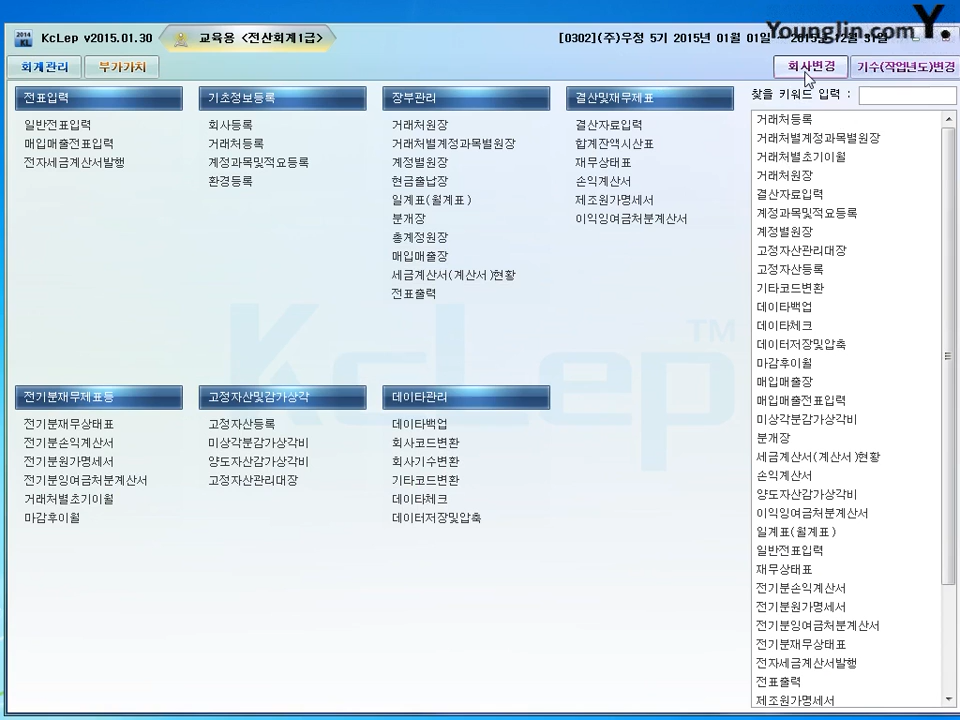 Younglin.com Y.
2014
KL
KcLep v2015.01.30
교육용 <전산회계1급>
[0302](주)우정 5기 2015년 01월 01일 ~ 2015년 12월 31일
회계관리
부가가치
회사변경
기수(작업년도)변경
찾을 키워드 입력 :
전표입력
일반전표입력
매입매출전표입력
전자세금계산서발행
기초정보등록
회사등록
거래처등록
계정과목및적요등록
환경등록
장부관리
거래처원장
거래처별계정과목별원장
계정별원장
현금출납장
일계표(월계표)
분개장
총계정원장
매입매출장
세금계산서(계산서)현황
전표출력
결산및재무제표
결산자료입력
합계잔액시산표
재무상태표
손익계산서
제조원가명세서
이익잉여금처분계산서
전기분재무제표등
전기분재무상태표
전기분손익계산서
전기분원가명세서
전기분잉여금처분계산서
거래처별초기이월
마감후이월
고정자산및감가상각
고정자산등록
미상각분감가상각비
양도자산감가상각비
고정자산관리대장
데이타관리
데이타백업
회사코드변환
회사기수변환
기타코드변환
데이타체크
데이터저장및압축
KcLep TM
거래처등록
거래처별계정과목별원장
거래처별초기이월
거래처원장
결산자료입력
계정과목및적요등록
계정별원장
고정자산관리대장
고정자산등록
기타코드변환
데이타백업
데이타체크
데이터저장및압축
마감후이월
매입매출장
매입매출전표입력
미상각분감가상각비
분개장
세금계산서(계산서)현황
손익계산서
양도자산감가상각비
이익잉여금처분계산서
일계표(월계표)
일반전표입력
재무상태표
전기분손익계산서
전기분원가명세서
전기분잉여금처분계산서
전기분재무상태표
전자세금계산서발행
전표출력
제조원가명세서